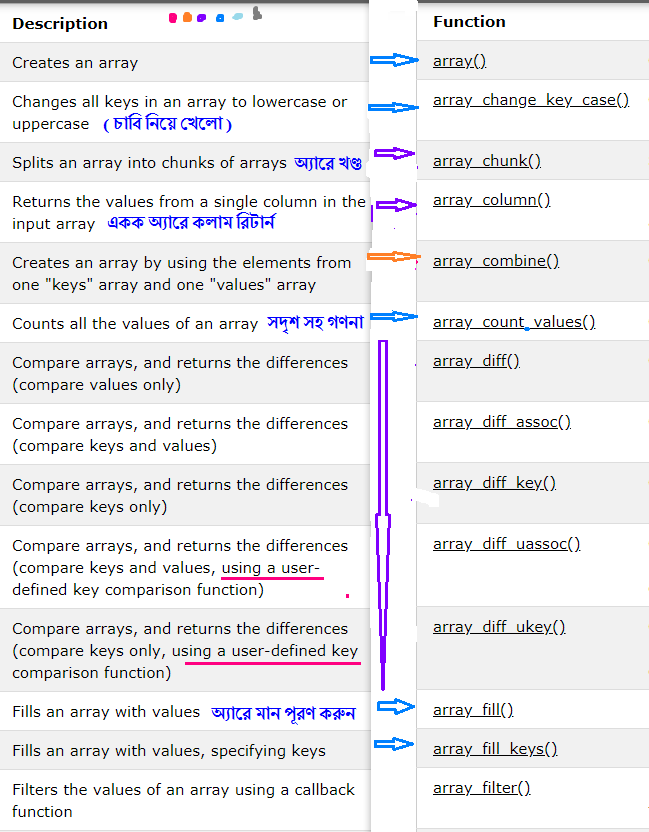 Description Function
Creates an array array()
Changes all keys in an array to lowercase or array_change_key_case()
uppercase (চাবি নিয়ে খেলো)
Splits an array into chunks of arrays অ্যারে খণ্ড array_chunk()
Returns the values from a single column in the array_column()
input array একক অ্যারে কলাম রিটার্ন
Creates an array by using the elements from array_combine()
one "keys" array and one "values" array
Counts all the values of an array সদৃশ সহ গণনা array_count_values()
Compare arrays, and returns the differences array_diff()
(compare values only)
Compare arrays, and returns the differences array_diff_assoc()
(compare keys and values)
Compare arrays, and returns the differences array_diff_key()
(compare keys only)
Compare arrays, and returns the differences array_diff_uassoc()
(compare keys and values, using a user-
defined key comparison function)
Compare arrays, and returns the differences array_diff_ukey()
(compare keys only, using a user-defined key
comparison function)
Fills an array with values অ্যারে মান পূরণ করুন array_fill()
Fills an array with values, specifying keys array_fill_keys()
Filters the values of an array using a callback array_filter()
function